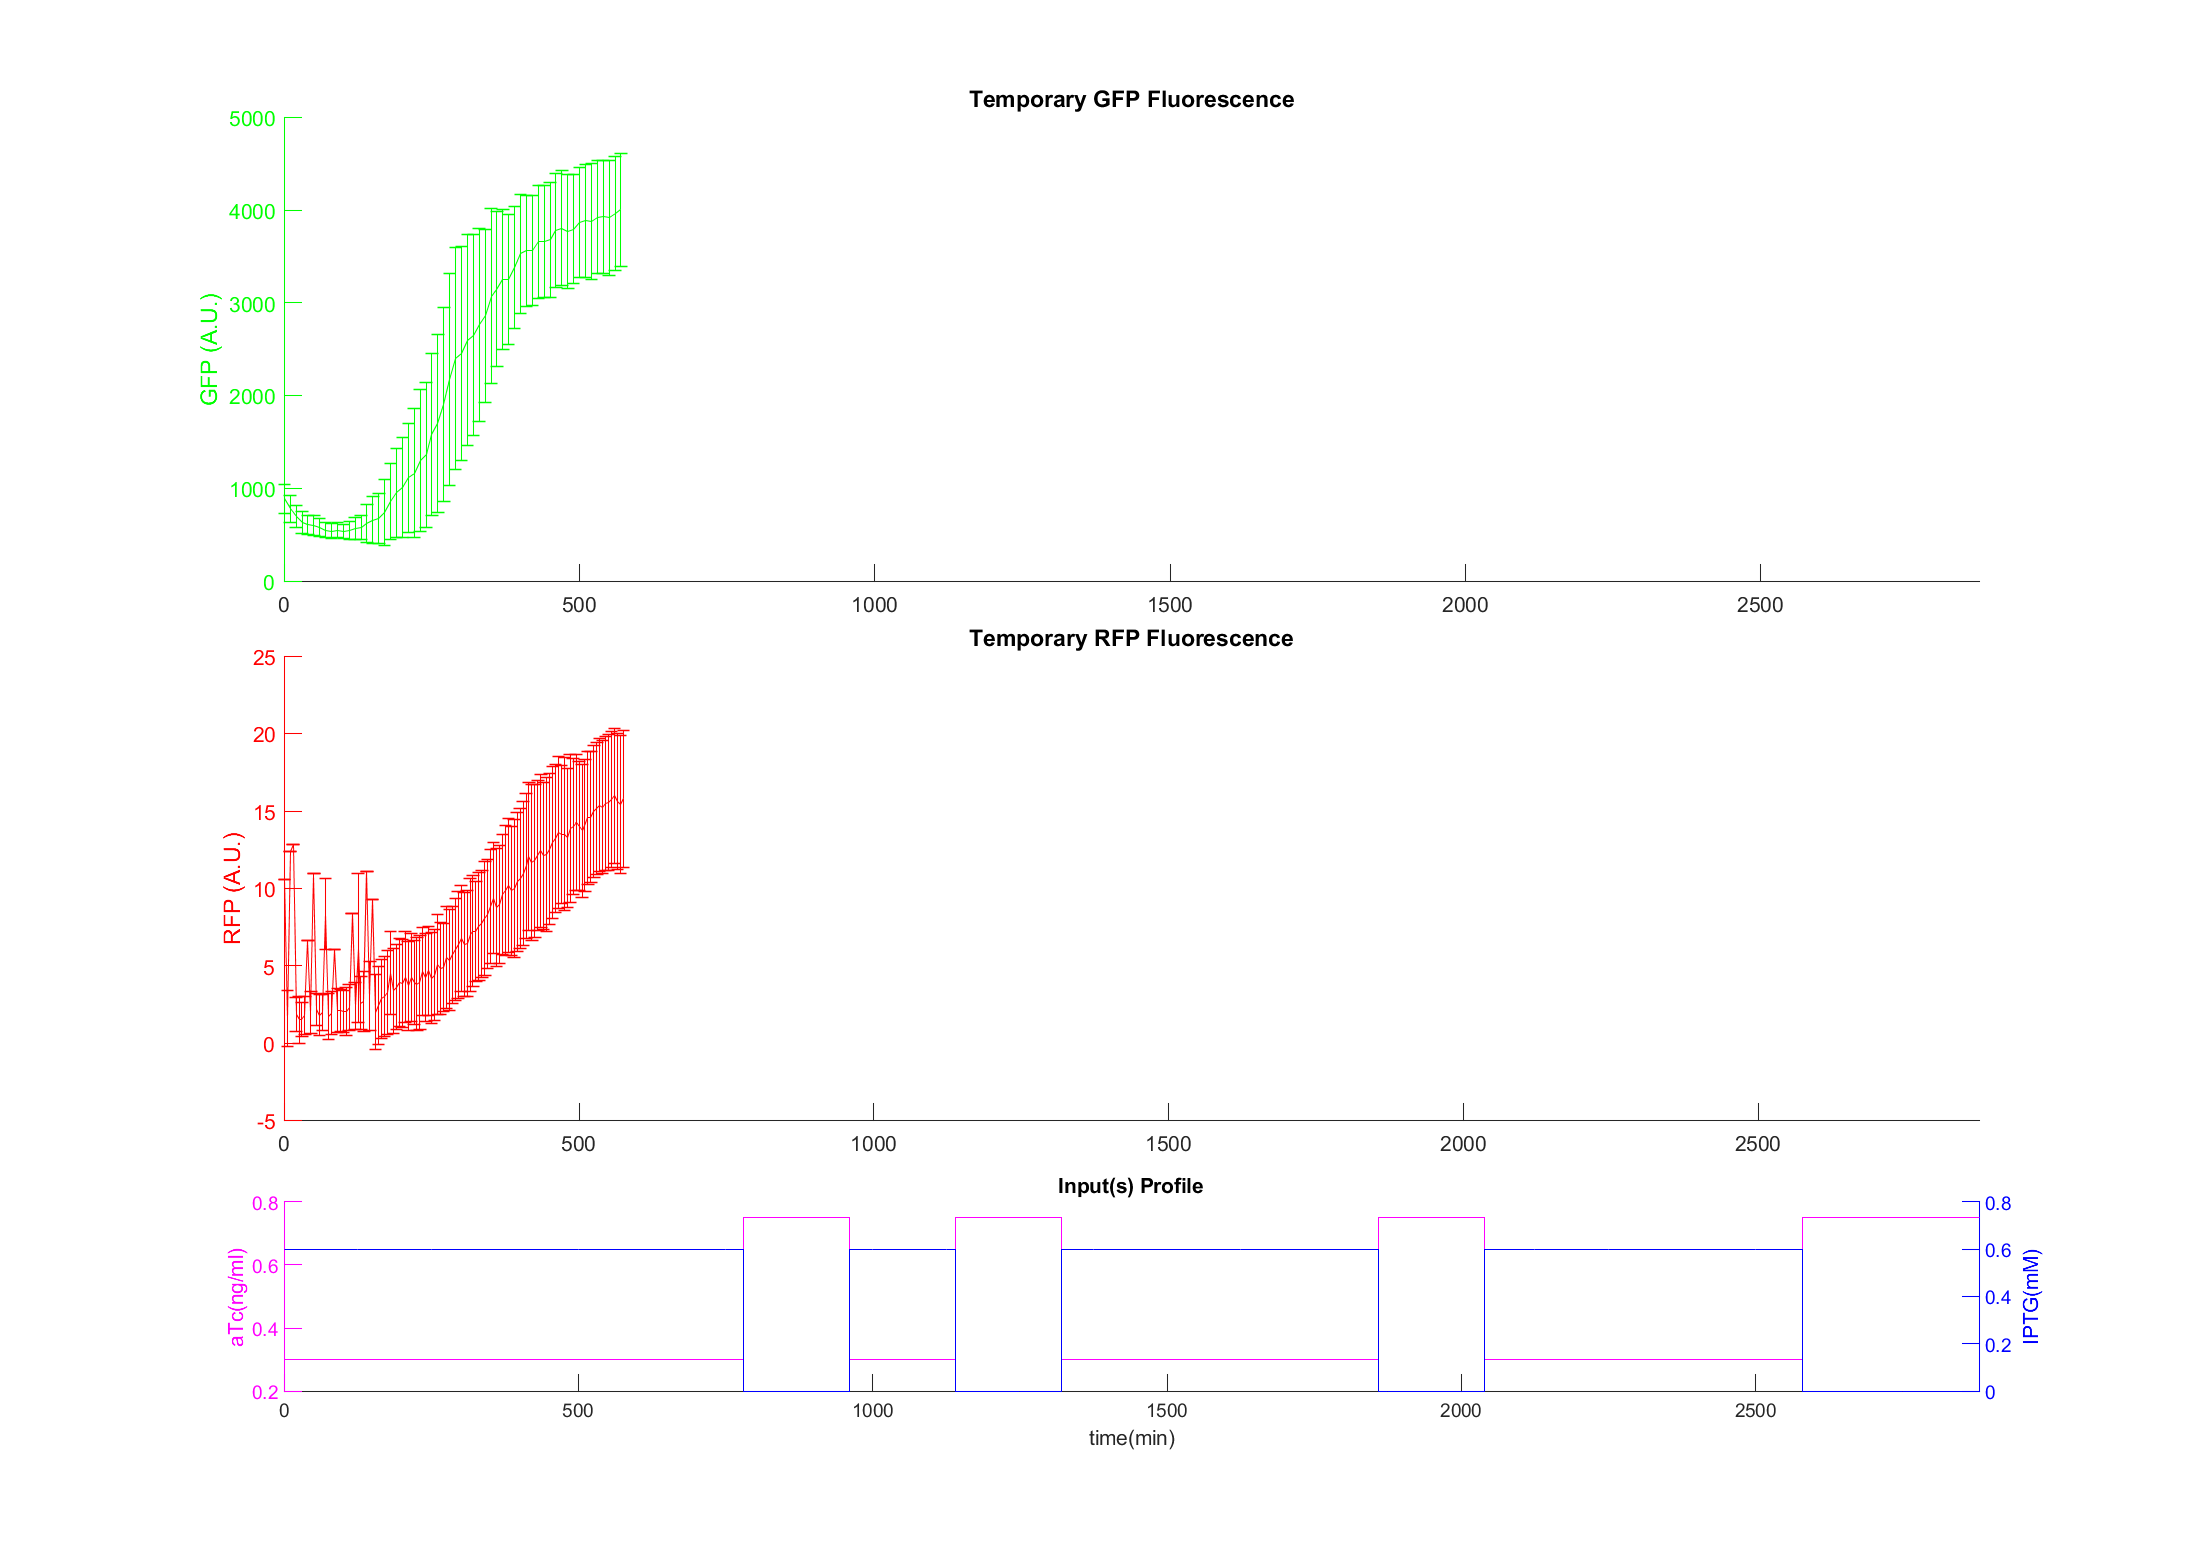 Temporary GFP Fluorescence
5000
4000
3000
2000
1000
0
GFP (A.U.)
0 500 1000 1500 2000 2500
Temporary RFP Fluorescence
25
20
15
10
5
0
-5
RFP (A.U.)
0 500 1000 1500 2000 2500
Input(s) Profile
0.8
0.6
0.4
0.2
aTc(ng/ml)
0.8
0.6
0.4
0.2
0
IPTG(mM)
0 500 1000 1500 2000 2500
time(min)